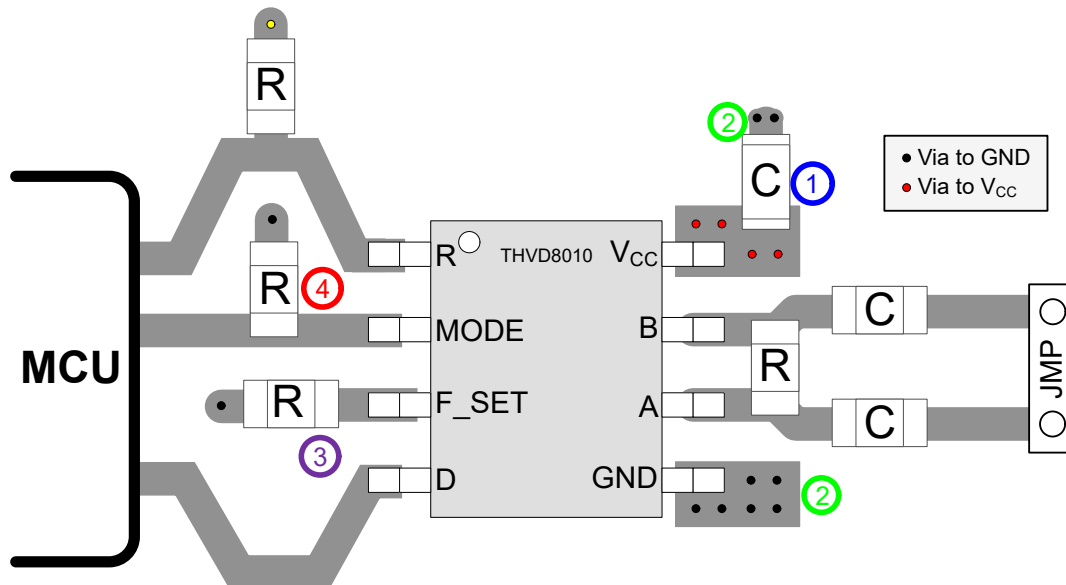 R
2
C
1
Via to GND
Via to VCC
R
THVD8010
VCC
R
4
C
MODE
B
MCU
R
JMP
R
F_SET
A
C
3
D
GND
2